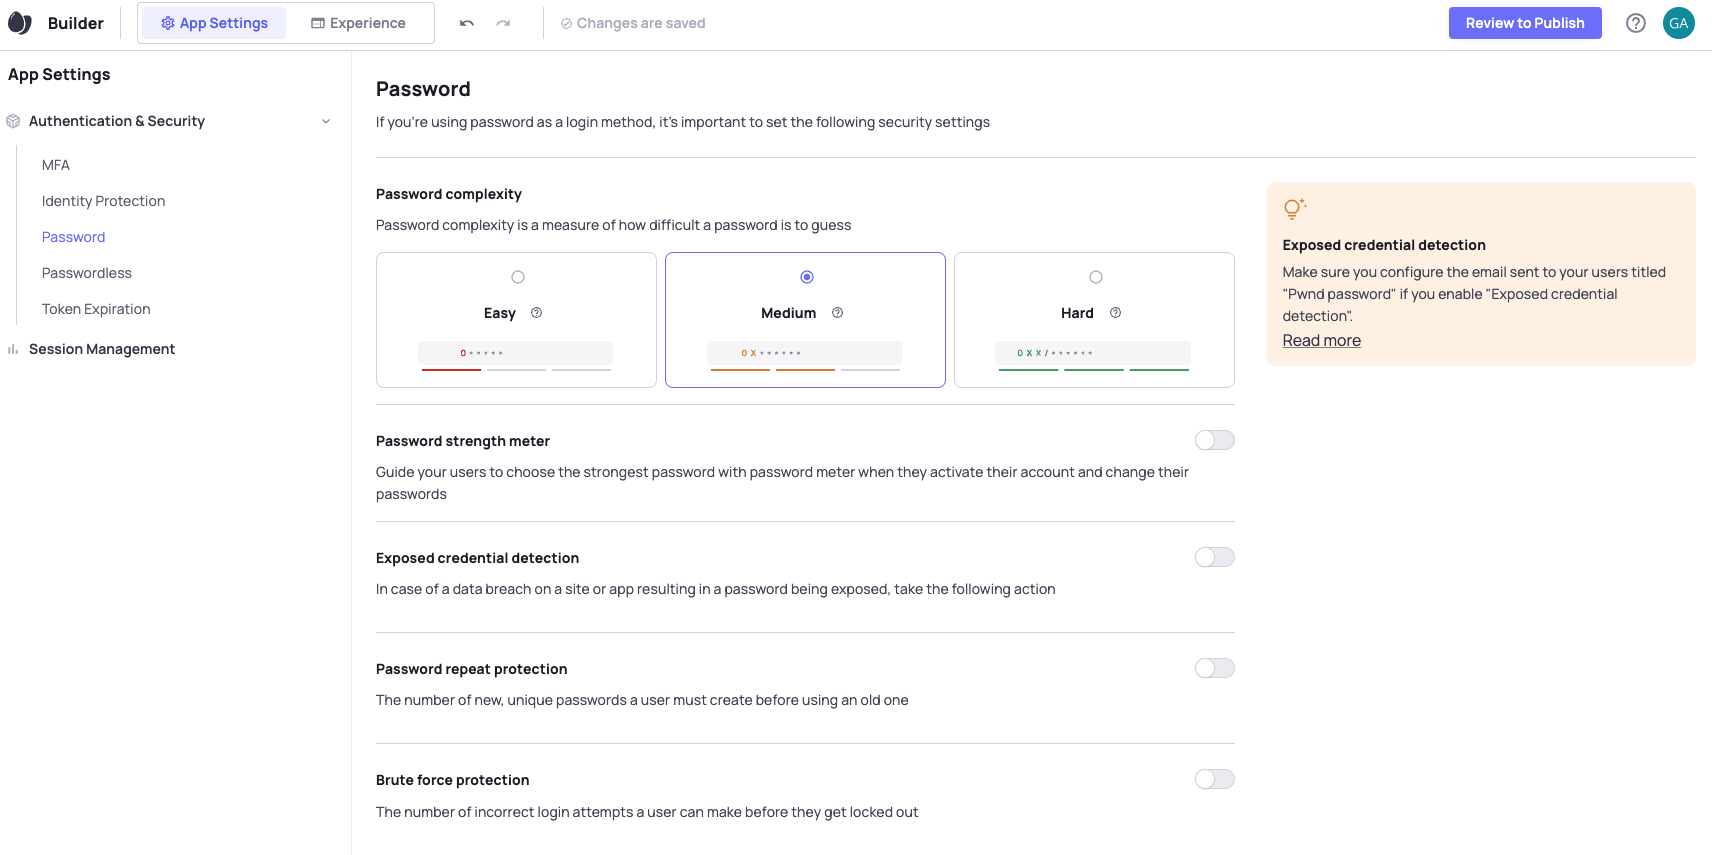 Builder
App Settings
Experience
Changes are saved
Review to Publish
GA
App Settings
Authentication & Security
MFA
Identity Protection
Password
Passwordless
Token Expiration
Session Management
Password
If you're using password as a login method, it's important to set the following security settings
Password complexity
Password complexity is a measure of how difficult a password is to guess
Easy
0*****
Medium
0X******
Hard
0XX/******
Password strength meter
Guide your users to choose the strongest password with password meter when they activate their account and change their
passwords
Exposed credential detection
In case of a data breach on a site or app resulting in a password being exposed, take the following action
Password repeat protection
The number of new, unique passwords a user must create before using an old one
Brute force protection
The number of incorrect login attempts a user can make before they get locked out
Exposed credential detection
Make sure you configure the email sent to your users titled
"Pwnd password" if you enable "Exposed credential
detection".
Read more